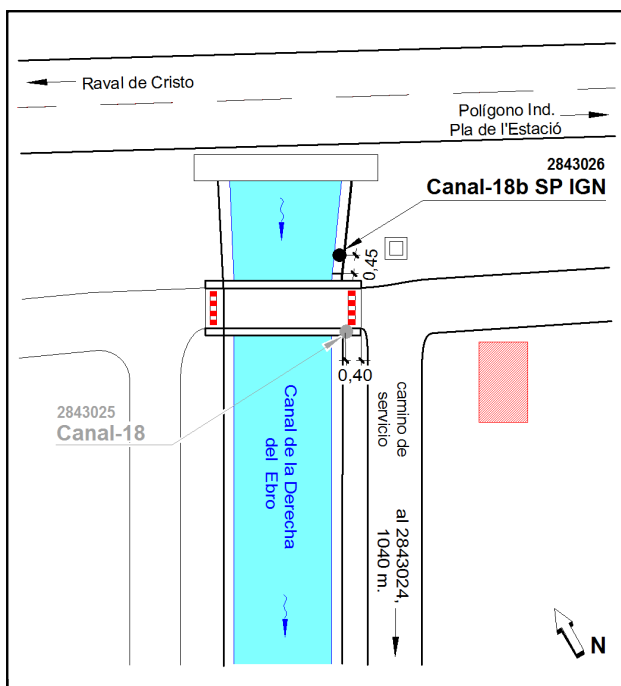 Raval de Cristo
Polígono Ind.
Pla de l'Estació
2843026
Canal-18b SP IGN
0,45
0,40
2843025
Canal-18
Canal de la Derecha
del Ebro
camino de
servicio
al 2843024,
1040 m.
N